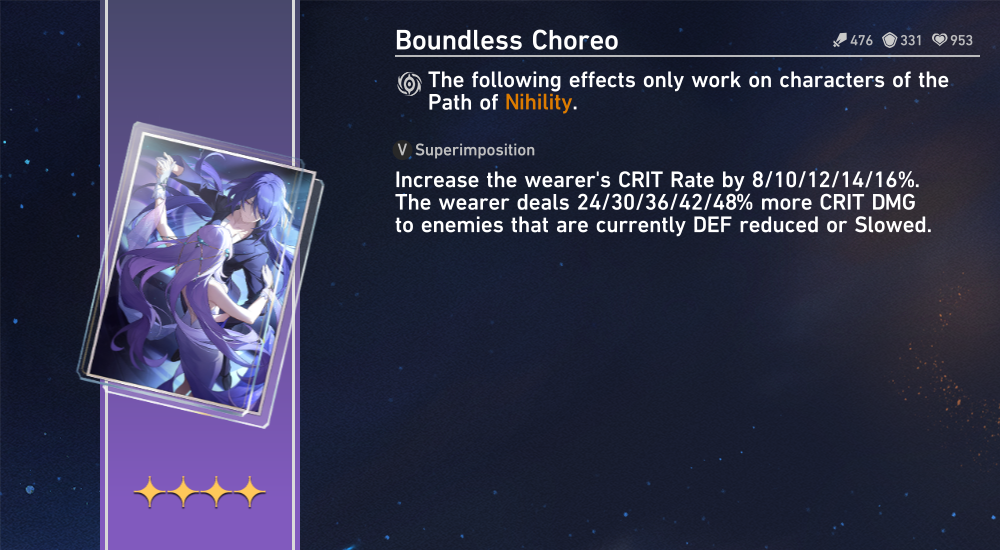 Boundless Choreo
476 331 953
The following effects only work on characters of the
Path of Nihility.
V Superimposition
Increase the wearer's CRIT Rate by 8/10/12/14/16%.
The wearer deals 24/30/36/42/48% more CRIT DMG
to enemies that are currently DEF reduced or Slowed.